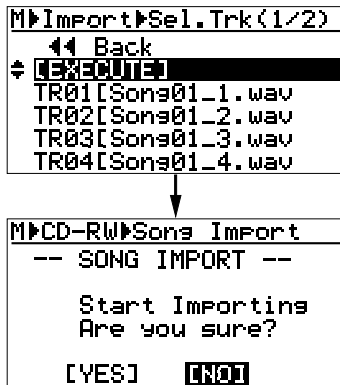 M▶Import▶Sel.Trk(1/2)
◀◀ Back
[EXECUTE]
TR01[Song01_1.wav
TR02[Song01_2.wav
TR03[Song01_3.wav
TR04[Song01_4.wav
M▶CD-RW▶Song Import
-- SONG IMPORT --
Start Importing
Are you sure?
[YES] [NO]